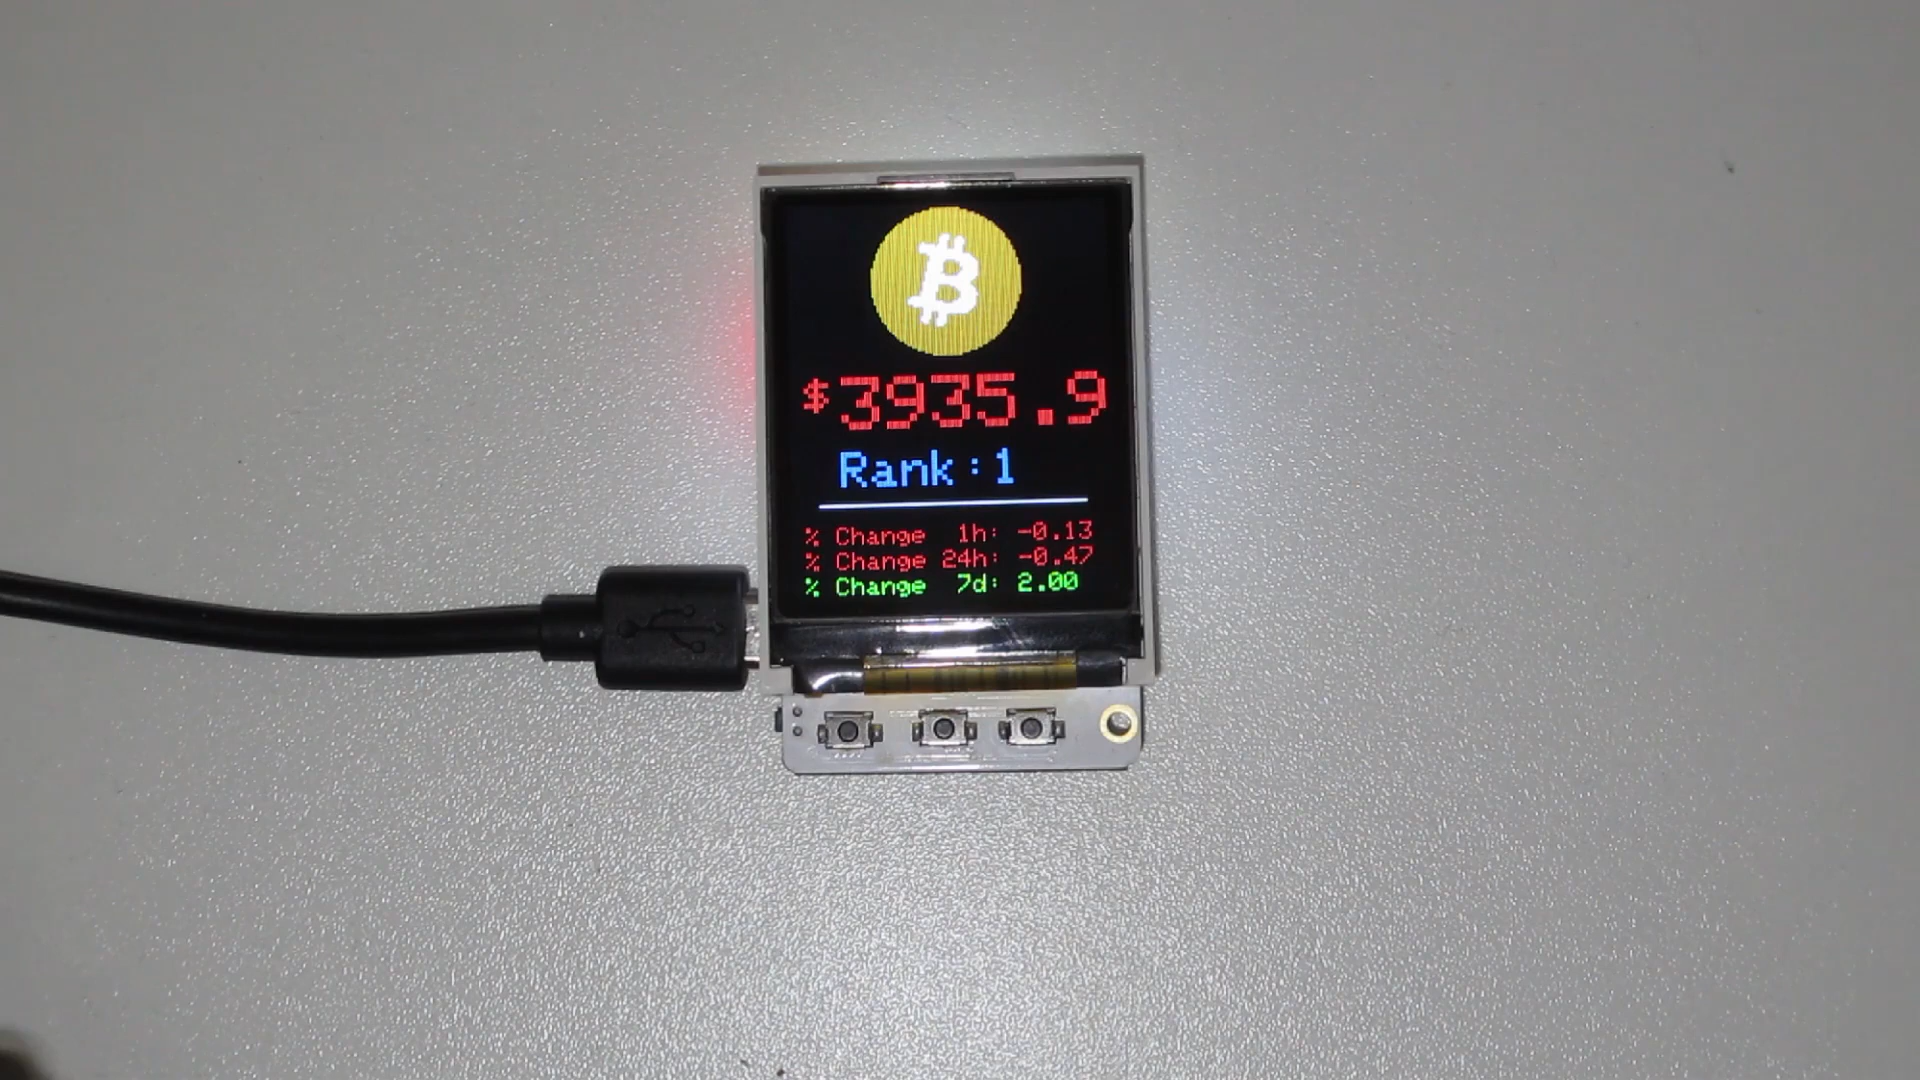 $3935.9
Rank:1
% Change 1h: -0.13
% Change 24h: -0.47
% Change 7d: 2.00